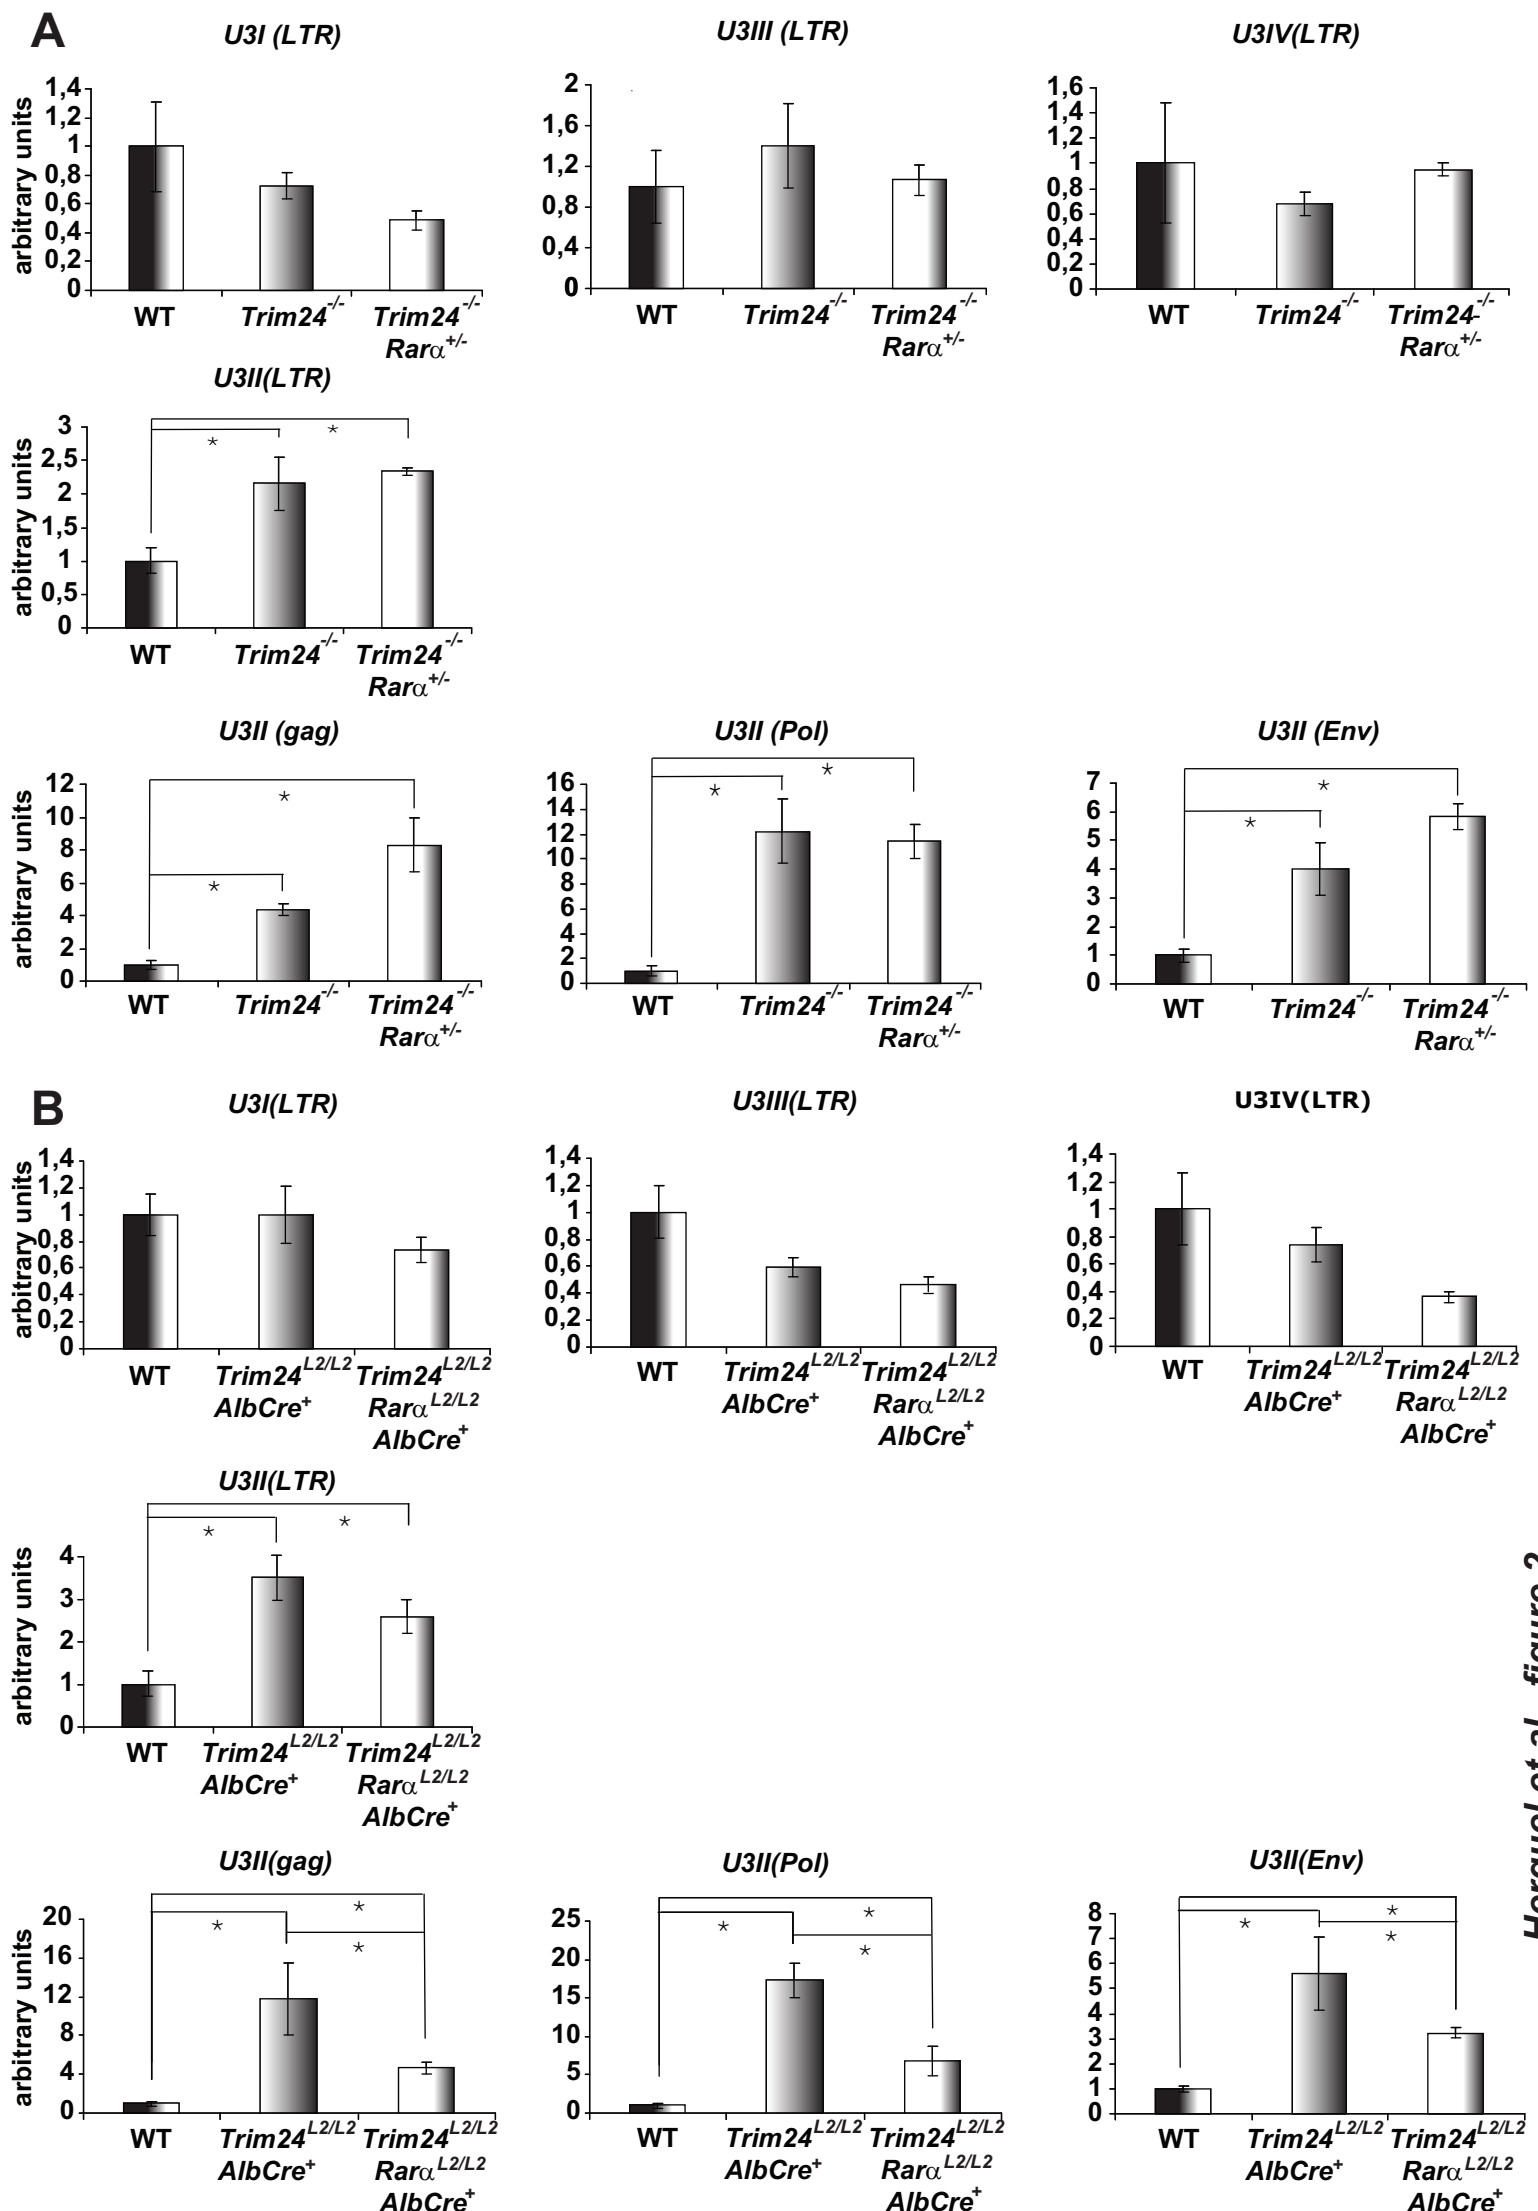 A
U3I (LTR)
U3III (LTR)
U3IV(LTR)
arbitrary units
1,4
1,2
1
0,8
0,6
0,4
0,2
0
2
1,6
1,2
0,8
0,4
0
1,6
1,4
1,2
1
0,8
0,6
0,4
0,2
0
WT Trim24-/- Trim24-/-
Rarα+/-
WT Trim24-/- Trim24-/-
Rarα+/-
WT Trim24-/- Trim24-/-
Rarα+/-
U3II(LTR)
arbitrary units
3
2,5
2
1,5
1
0,5
0
* *
WT Trim24-/- Trim24-/-
Rarα+/-
U3II (gag)
U3II (Pol)
U3II (Env)
arbitrary units
12
10
8
6
4
2
0
*
*
16
14
12
10
8
6
4
2
0
*
*
7
6
5
4
3
2
1
0
*
*
WT Trim24-/- Trim24-/-
Rarα+/-
WT Trim24-/- Trim24-/-
Rarα+/-
WT Trim24-/- Trim24-/-
Rarα+/-
B
U3I(LTR)
U3III(LTR)
U3IV(LTR)
arbitrary units
1,4
1,2
1
0,8
0,6
0,4
0,2
0
1,4
1,2
1
0,8
0,6
0,4
0,2
0
1,4
1,2
1
0,8
0,6
0,4
0,2
0
WT Trim24L2/L2 Trim24L2/L2
AlbCre+ RarαL2/L2
AlbCre+
WT Trim24L2/L2 Trim24L2/L2
AlbCre+ RarαL2/L2
AlbCre+
WT Trim24L2/L2 Trim24L2/L2
AlbCre+ RarαL2/L2
AlbCre+
U3II(LTR)
arbitrary units
4
3
2
1
0
* *
WT Trim24L2/L2 Trim24L2/L2
AlbCre+ RarαL2/L2
AlbCre+
U3II(gag)
U3II(Pol)
U3II(Env)
arbitrary units
20
16
12
8
4
0
*
*
*
25
20
15
10
5
0
*
*
*
8
7
6
5
4
3
2
1
0
*
*
*
WT Trim24L2/L2 Trim24L2/L2
AlbCre+ RarαL2/L2
AlbCre+
WT Trim24L2/L2 Trim24L2/L2
AlbCre+ RarαL2/L2
AlbCre+
WT Trim24L2/L2 Trim24L2/L2
AlbCre+ RarαL2/L2
AlbCre+
Herquel et al. figure 2